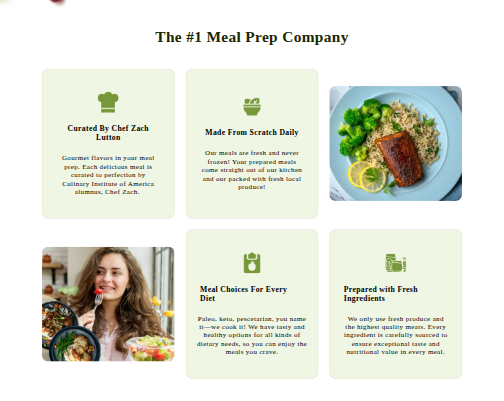 The #1 Meal Prep Company
Curated By Chef Zach
Lutton
Gourmet flavors in your meal
prep. Each delicious meal is
curated to perfection by
Culinary Institute of America
alumnus, Chef Zach.
Made From Scratch Daily
Our meals are fresh and never
frozen! Your prepared meals
come straight out of our kitchen
and our packed with fresh local
produce!
Meal Choices For Every
Diet
Paleo, keto, pescetarian, you name
it—we cook it! We have tasty and
healthy options for all kinds of
dietary needs, so you can enjoy the
meals you crave.
Prepared with Fresh
Ingredients
We only use fresh produce and
the highest quality meats. Every
ingredient is carefully sourced to
ensure exceptional taste and
nutritional value in every meal.